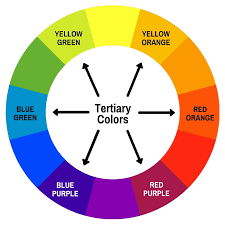 YELLOW
GREEN
YELLOW
ORANGE
BLUE
GREEN
Tertiary
Colors
RED
ORANGE
BLUE
PURPLE
RED
PURPLE